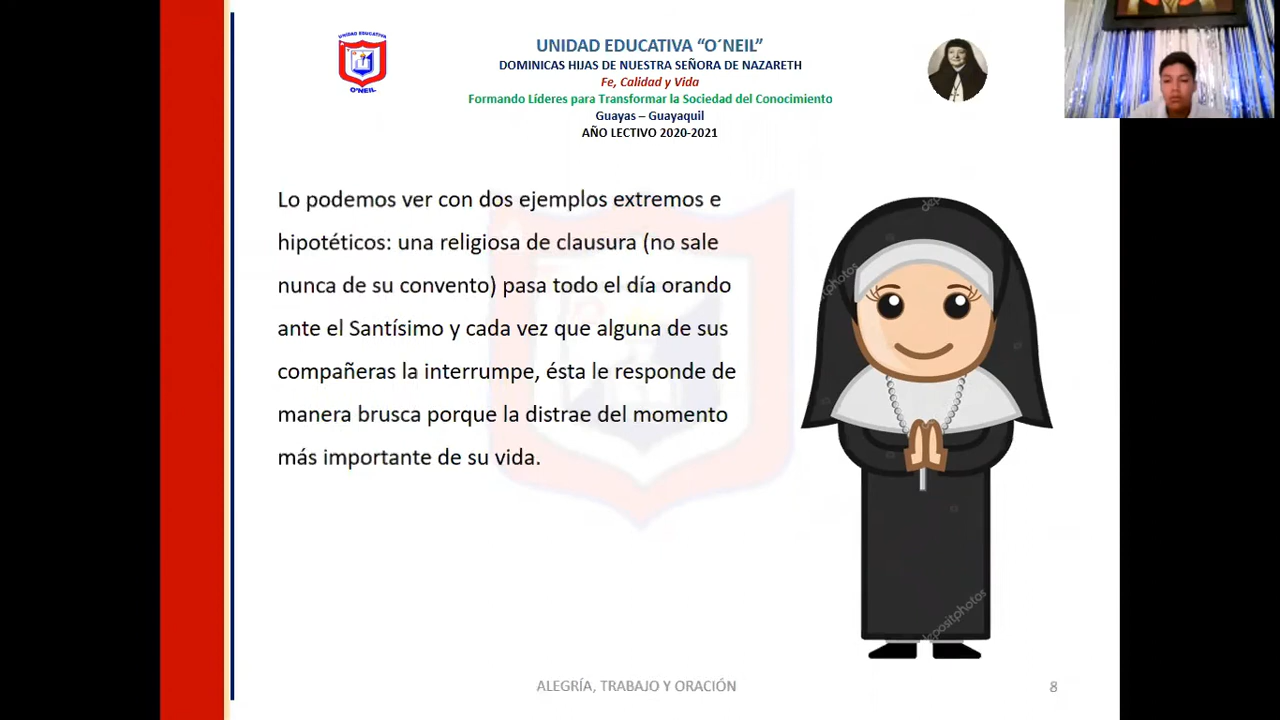 UNIDAD EDUCATIVA
O'NEIL
UNIDAD EDUCATIVA “O´NEIL”
DOMINICAS HIJAS DE NUESTRA SEÑORA DE NAZARETH
Fe, Calidad y Vida
Formando Líderes para Transformar la Sociedad del Conocimiento
Guayas – Guayaquil
AÑO LECTIVO 2020-2021
Lo podemos ver con dos ejemplos extremos e
hipotéticos: una religiosa de clausura (no sale
nunca de su convento) pasa todo el día orando
ante el Santísimo y cada vez que alguna de sus
compañeras la interrumpe, ésta le responde de
manera brusca porque la distrae del momento
más importante de su vida.
depositphotos
ALEGRÍA, TRABAJO Y ORACIÓN
8